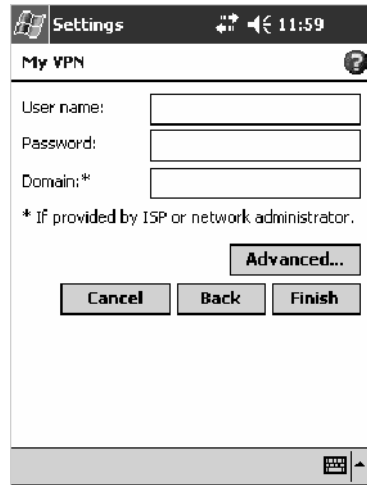 Settings 11:59
My VPN ?
User name:
Password:
Domain:*
* If provided by ISP or network administrator.
Advanced...
Cancel Back Finish